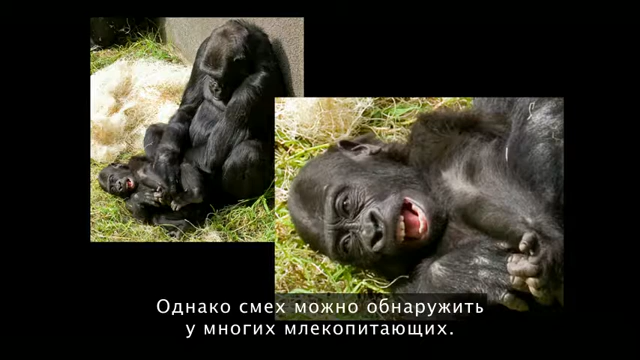 Однако смех можно обнаружить
у многих млекопитающих.